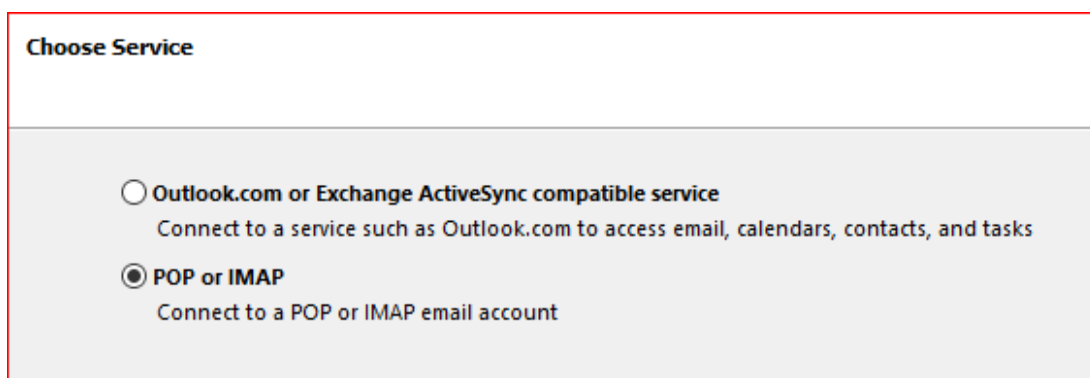 Choose Service
Outlook.com or Exchange ActiveSync compatible service
Connect to a service such as Outlook.com to access email, calendars, contacts, and tasks
POP or IMAP
Connect to a POP or IMAP email account